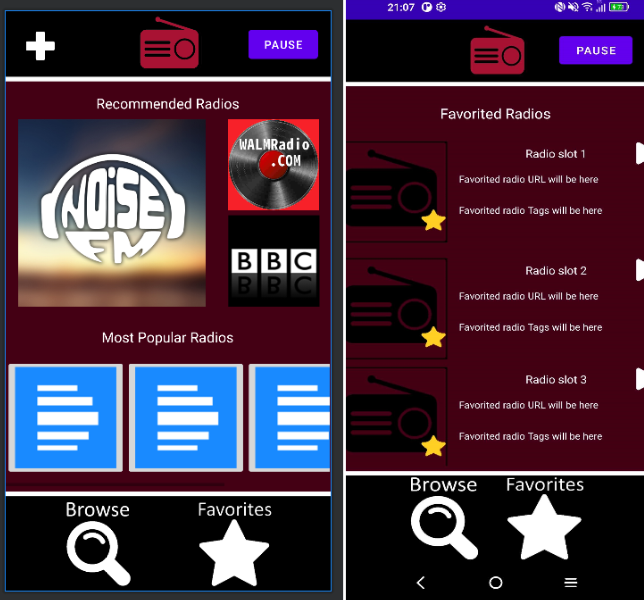 PAUSE
Recommended Radios
NOISE
FM
WALMRadio
.COM
BBC
Most Popular Radios
Browse
Favorites
21:07
PAUSE
Favorited Radios
Radio slot 1
Favorited radio URL will be here
Favorited radio Tags will be here
Radio slot 2
Favorited radio URL will be here
Favorited radio Tags will be here
Radio slot 3
Favorited radio URL will be here
Favorited radio Tags will be here
Browse
Favorites